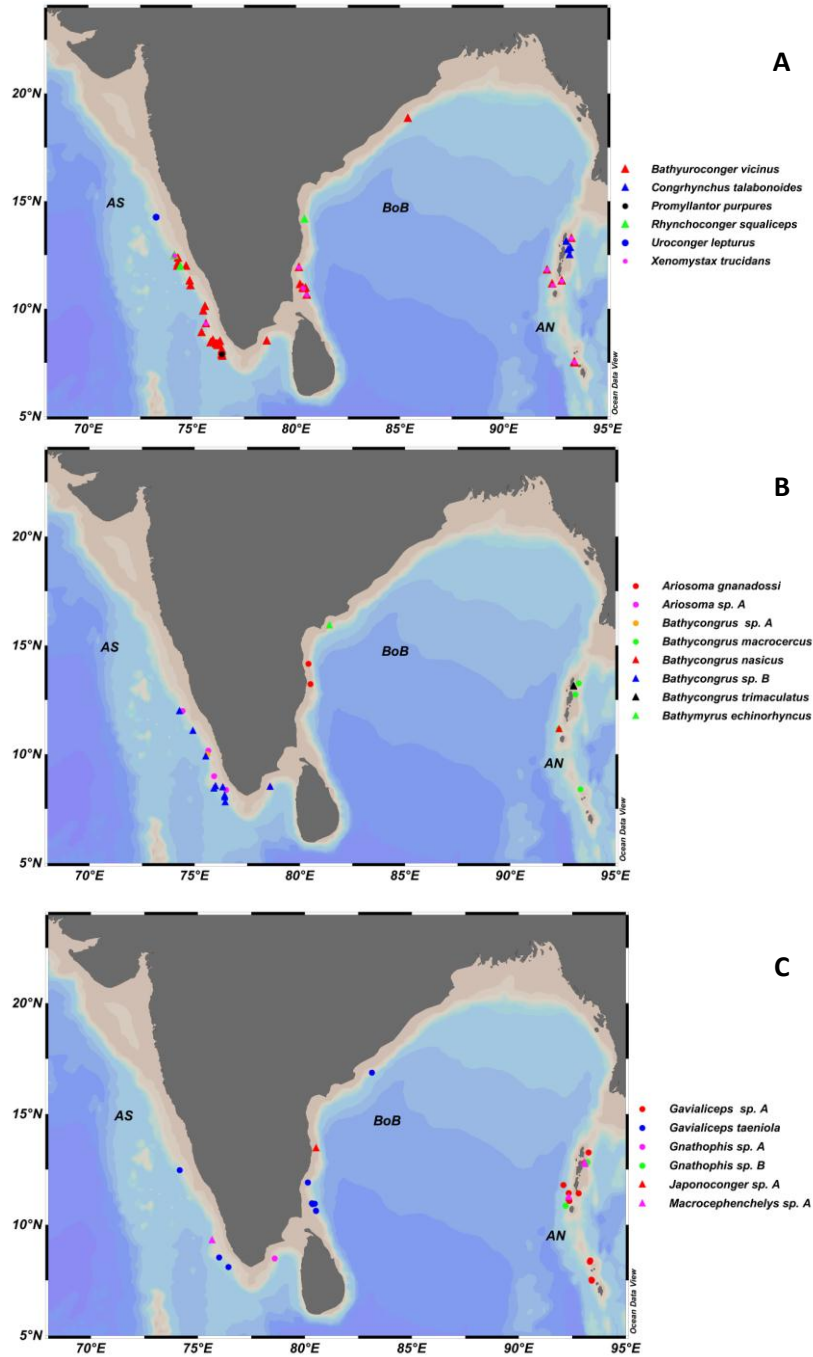 A
20°N
15°N
10°N
5°N
AS
BoB
AN
70°E 75°E 80°E 85°E 90°E 95°E
Ocean Data View
Bathyuroconger vicinus
Congrhynchus talabonoides
Promyllantor purpures
Rhynchoconger squaliceps
Uroconger lepturus
Xenomystax trucidans
B
20°N
15°N
10°N
5°N
AS
BoB
AN
70°E 75°E 80°E 85°E 90°E 95°E
Ocean Data View
Ariosoma gnanadossi
Ariosoma sp. A
Bathycongrus sp. A
Bathycongrus macrocercus
Bathycongrus nasicus
Bathycongrus sp. B
Bathycongrus trimaculatus
Bathymyrus echinorhyncus
C
20°N
15°N
10°N
5°N
AS
BoB
AN
70°E 75°E 80°E 85°E 90°E 95°E
Ocean Data View
Gavialiceps sp. A
Gavialiceps taeniola
Gnathophis sp. A
Gnathophis sp. B
Japonoconger sp. A
Macrocephenchelys sp. A